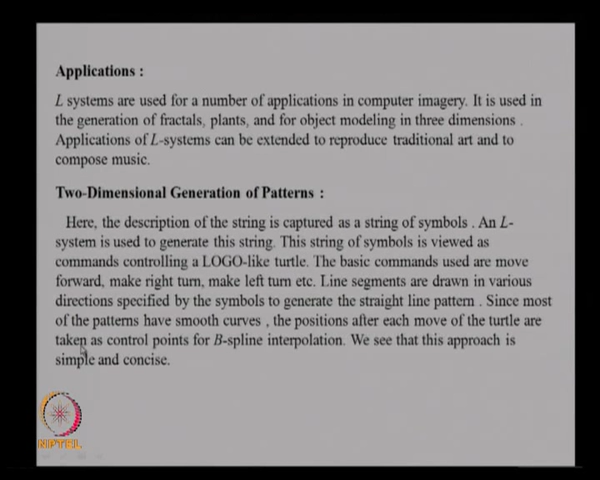 Applications :
L systems are used for a number of applications in computer imagery. It is used in
the generation of fractals, plants, and for object modeling in three dimensions .
Applications of L-systems can be extended to reproduce traditional art and to
compose music.
Two-Dimensional Generation of Patterns :
Here, the description of the string is captured as a string of symbols . An L-
system is used to generate this string. This string of symbols is viewed as
commands controlling a LOGO-like turtle. The basic commands used are move
forward, make right turn, make left turn etc. Line segments are drawn in various
directions specified by the symbols to generate the straight line pattern . Since most
of the patterns have smooth curves , the positions after each move of the turtle are
taken as control points for B-spline interpolation. We see that this approach is
simple and concise.
NPTEL